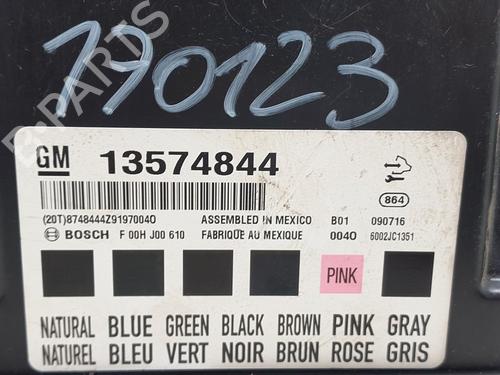 190123
GM 13574844
864
(20T)8748444Z91970040 ASSEMBLED IN MEXICO B01 090716
BOSCH F 00H J00 610 FABRIQUE AU MEXIQUE 0040 6002JC1351
PINK
NATURAL BLUE GREEN BLACK BROWN PINK GRAY
NATUREL BLEU VERT NOIR BRUN ROSE GRIS